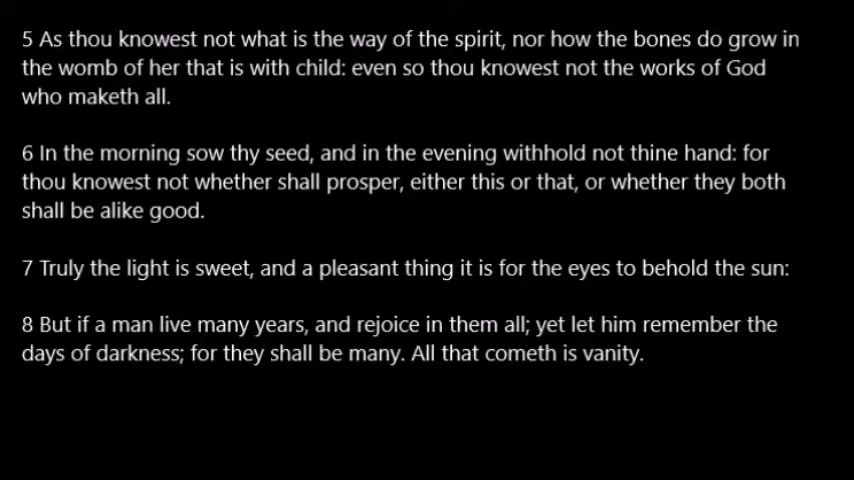 5 As thou knowest not what is the way of the spirit, nor how the bones do grow in
the womb of her that is with child: even so thou knowest not the works of God
who maketh all.
6 In the morning sow thy seed, and in the evening withhold not thine hand: for
thou knowest not whether shall prosper, either this or that, or whether they both
shall be alike good.
7 Truly the light is sweet, and a pleasant thing it is for the eyes to behold the sun:
8 But if a man live many years, and rejoice in them all; yet let him remember the
days of darkness; for they shall be many. All that cometh is vanity.